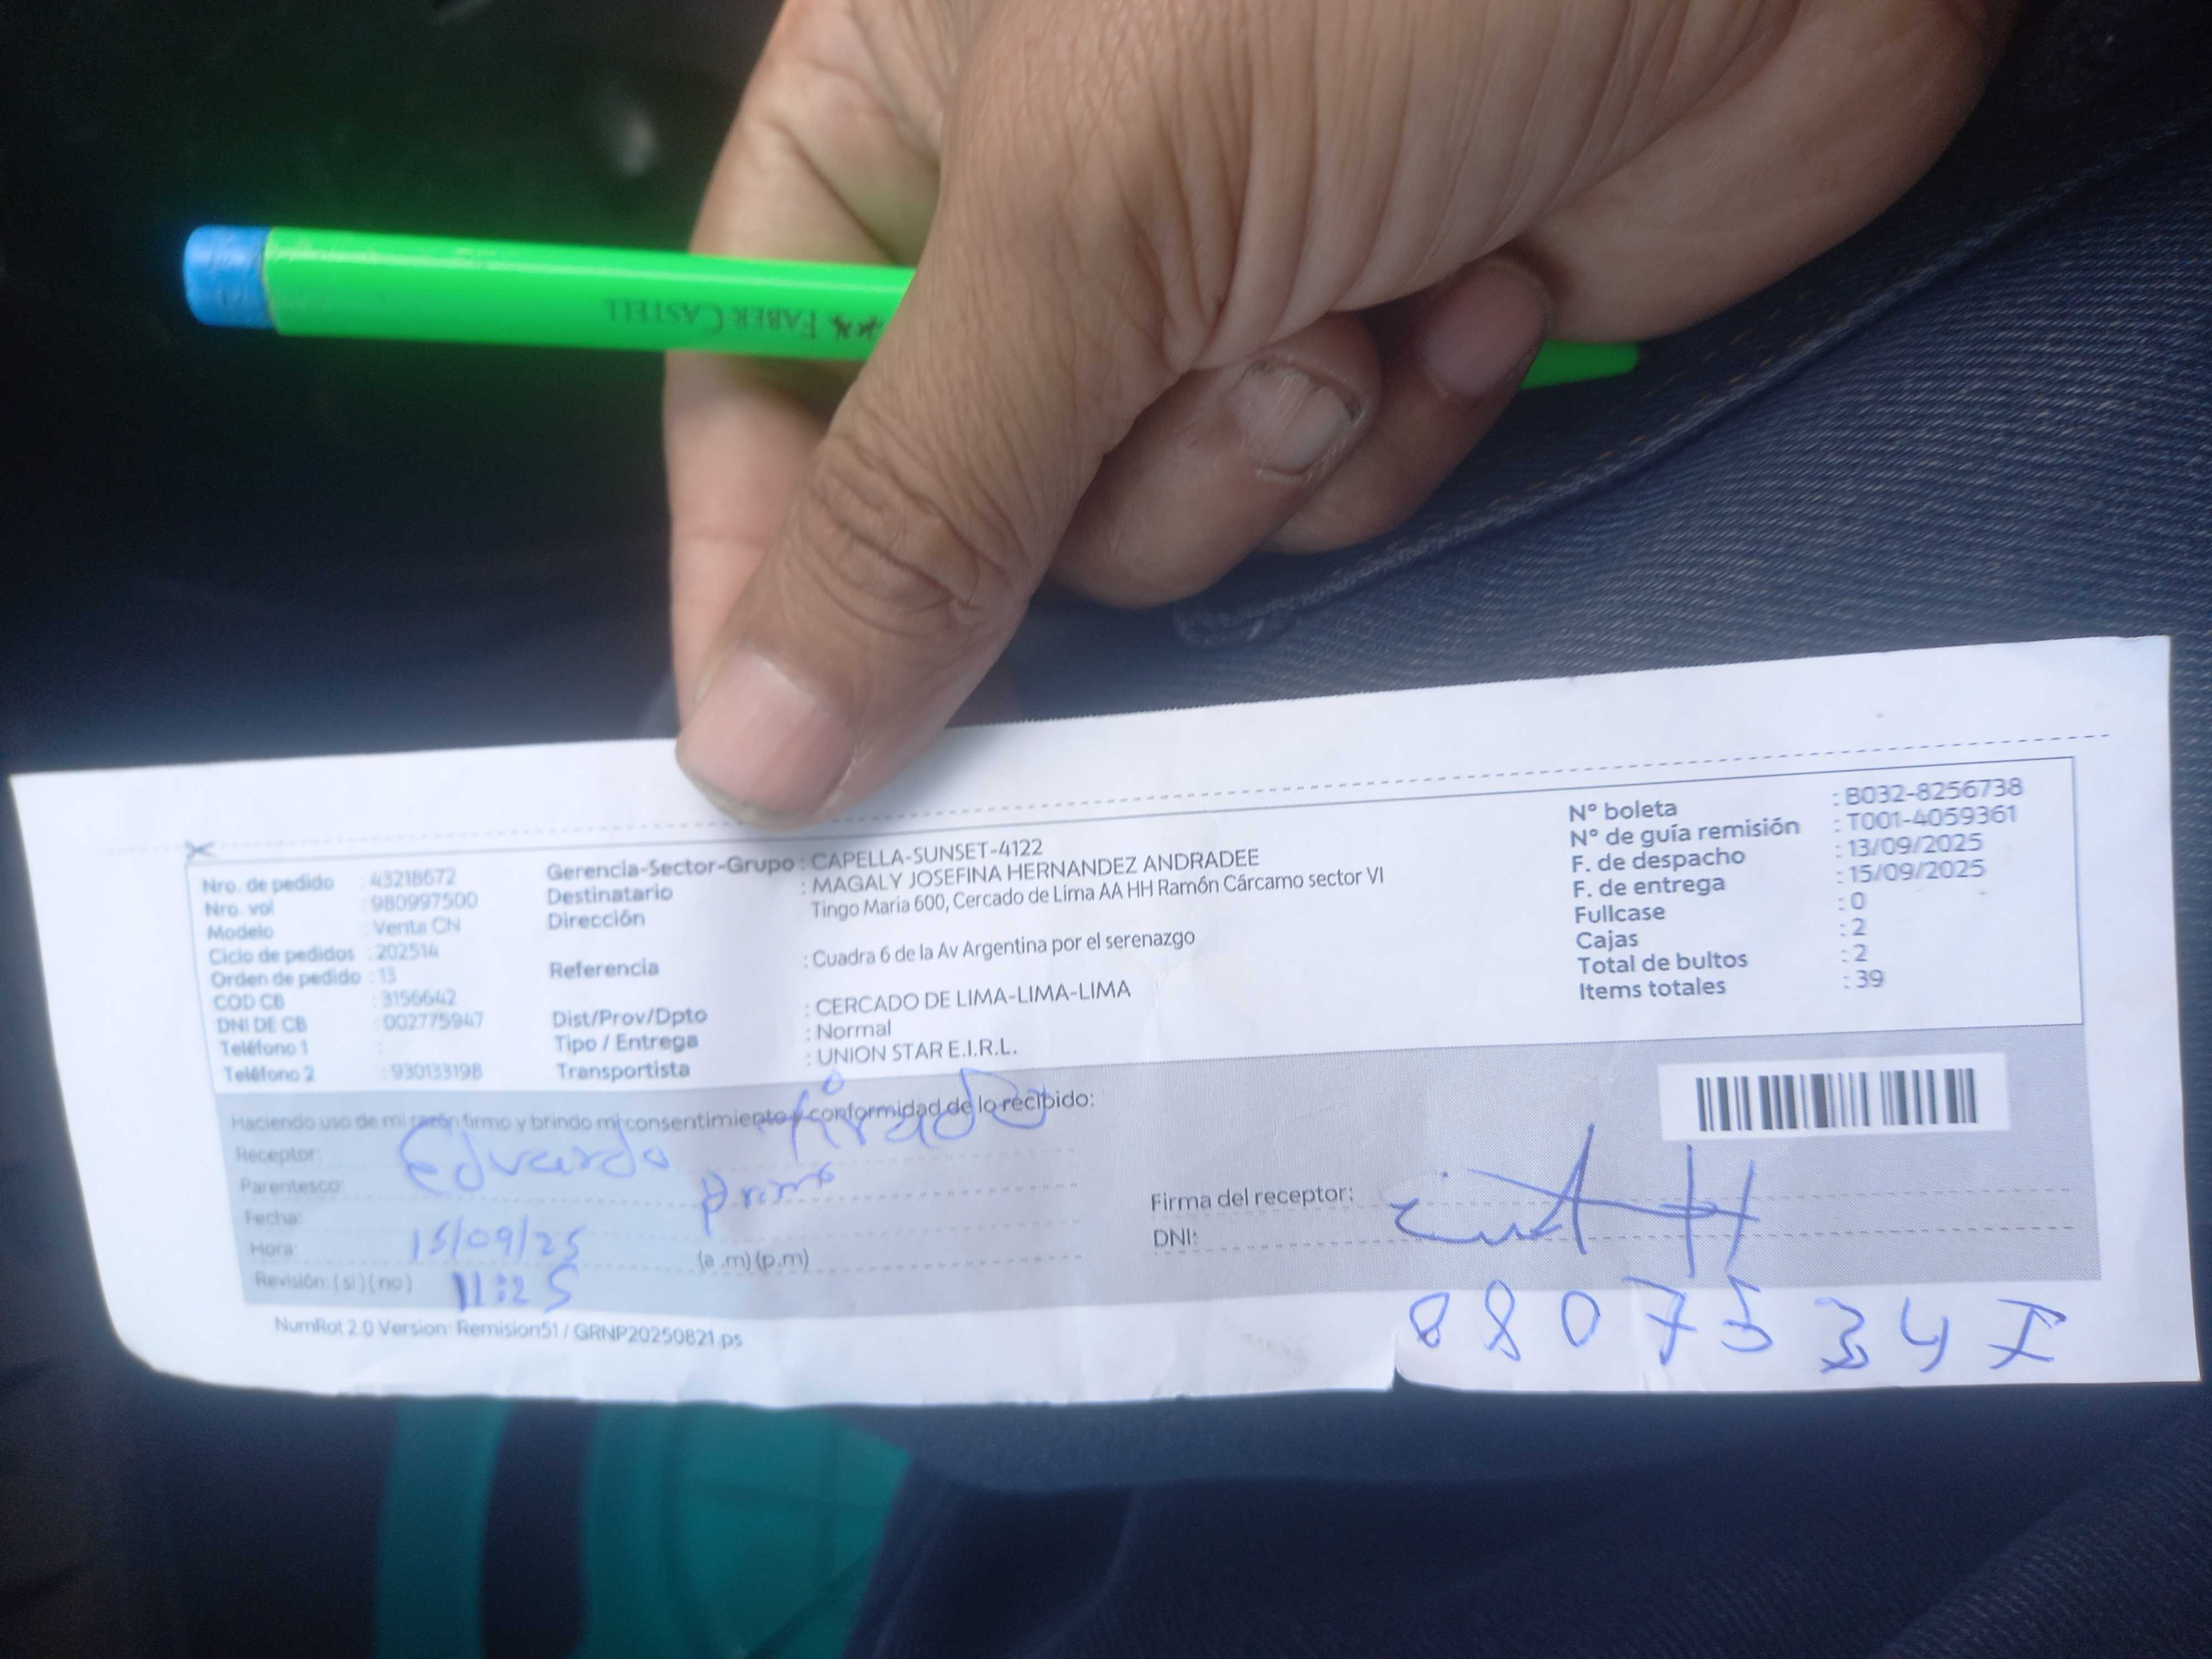 FABER CASTELL
Nro. de pedido : 43218672
Nro. vol : 980997500
Modelo : Venta CN
Ciclo de pedidos : 202514
Orden de pedido : 13
COD CB : 3156642
DNI DE CB : 002775947
Teléfono 1 :
Teléfono 2 : 930133198
Gerencia-Sector-Grupo : CAPELLA-SUNSET-4122
Destinatario : MAGALY JOSEFINA HERNANDEZ ANDRADEE
Dirección Tingo Maria 600, Cercado de Lima AA HH Ramón Cárcamo sector VI
Referencia : Cuadra 6 de la Av Argentina por el serenazgo
Dist/Prov/Dpto : CERCADO DE LIMA-LIMA-LIMA
Tipo / Entrega : Normal
Transportista : UNION STAR E.I.R.L.
N° boleta : B032-8256738
N° de guía remisión : T001-4059361
F. de despacho : 13/09/2025
F. de entrega : 15/09/2025
Fullcase : 0
Cajas : 2
Total de bultos : 2
Items totales : 39
Haciendo uso de mi razón firmo y brindo mi consentimiento y conformidad de lo recibido:
Receptor: Eduardo Tirado
Parentesco: primo
Fecha: 15/09/25
Hora: 11:25 (a .m) (p.m)
Revisión: ( si ) ( no )
Firma del receptor:
DNI: 0807534
NumRot 2.0 Version: Remision51 / GRNP20250821.ps